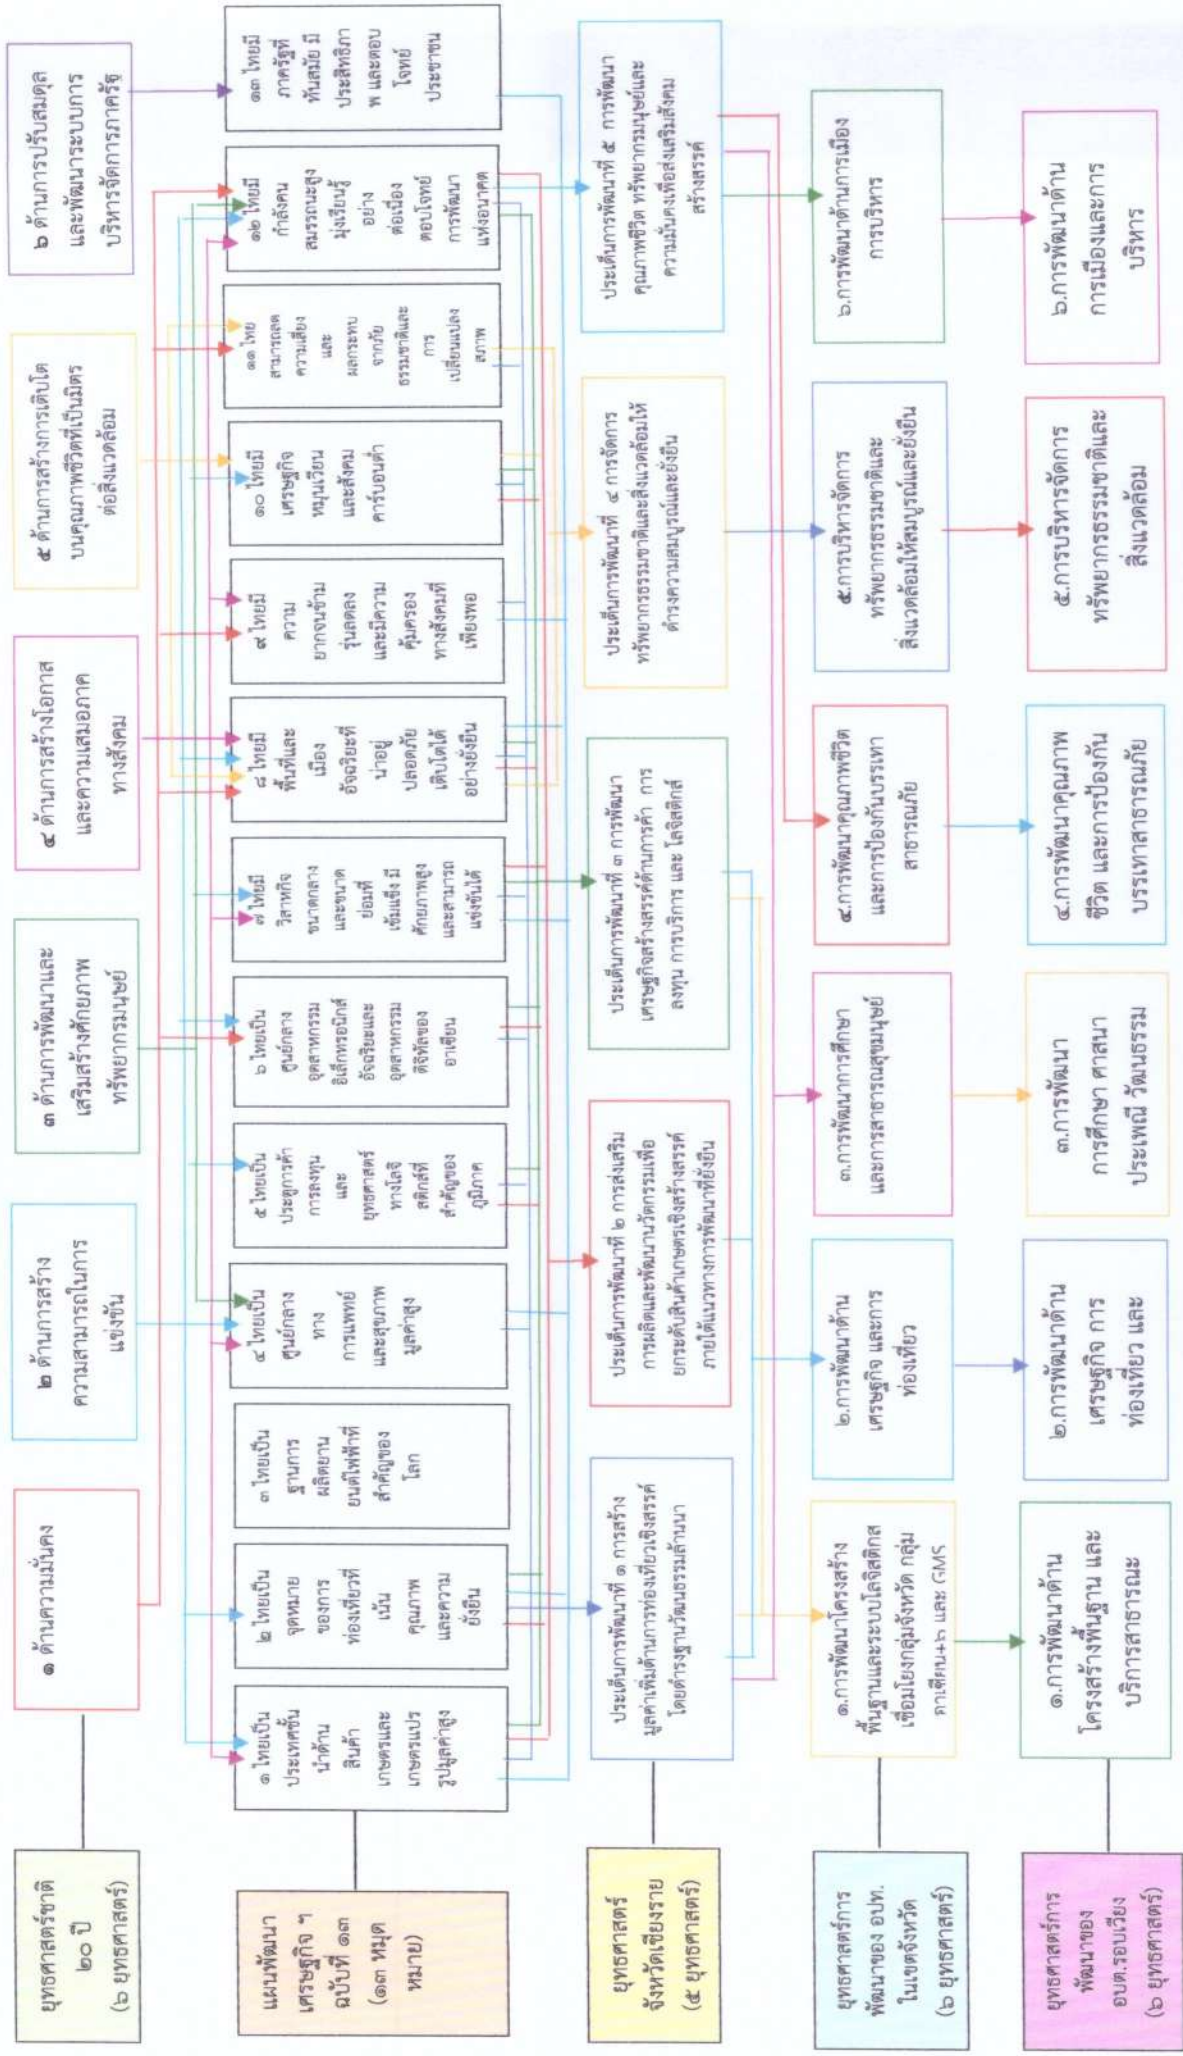 ยุทธศาสตร์ชาติ
๒๐ ปี
(๖ ยุทธศาสตร์)
๑ ด้านความมั่นคง
๒ ด้านการสร้าง
ความสามารถในการ
แข่งขัน
๓ ด้านการพัฒนาและ
เสริมสร้างศักยภาพ
ทรัพยากรมนุษย์
๔ ด้านการสร้างโอกาส
และความเสมอภาค
ทางสังคม
๕ ด้านการสร้างการเติบโต
บนคุณภาพชีวิตที่เป็นมิตร
ต่อสิ่งแวดล้อม
๖ ด้านการปรับสมดุล
และพัฒนาระบบการ
บริหารจัดการภาครัฐ
แผนพัฒนา
เศรษฐกิจ ฯ
ฉบับที่ ๑๓
(๑๓ หมุด
หมาย)
๑ ไทยเป็น
ประเทศชั้น
นำด้าน
สินค้า
เกษตรและ
เกษตรแปร
รูปมูลค่าสูง
๒ ไทยเป็น
จุดหมาย
ของการ
ท่องเที่ยวที่
เน้น
คุณภาพ
และความ
ยั่งยืน
๓ ไทยเป็น
ฐานการ
ผลิตยาน
ยนต์ไฟฟ้าที่
สำคัญของ
โลก
๔ ไทยเป็น
ศูนย์กลาง
ทาง
การแพทย์
และสุขภาพ
มูลค่าสูง
๕ ไทยเป็น
ประตูการค้า
การลงทุน
และ
ยุทธศาสตร์
ทางโลจิ
สติกส์ที่
สำคัญของ
ภูมิภาค
๖ ไทยเป็น
ศูนย์กลาง
อุตสาหกรรม
อิเล็กทรอนิกส์
อัจฉริยะและ
อุตสาหกรรม
ดิจิทัลของ
อาเซียน
๗ ไทยมี
วิสาหกิจ
ขนาดกลาง
และขนาด
ย่อมที่
เข้มแข็ง มี
ศักยภาพสูง
และสามารถ
แข่งขันได้
๘ ไทยมี
พื้นที่และ
เมือง
อัจฉริยะที่
น่าอยู่
ปลอดภัย
เติบโตได้
อย่างยั่งยืน
๙ ไทยมี
ความ
ยากจนข้าม
รุ่นลดลง
และมีความ
คุ้มครอง
ทางสังคมที่
เพียงพอ
๑๐ ไทยมี
เศรษฐกิจ
หมุนเวียน
และสังคม
คาร์บอนต่ำ
๑๑ ไทย
สามารถลด
ความเสี่ยง
และ
ผลกระทบ
จากภัย
ธรรมชาติและ
การ
เปลี่ยนแปลง
สภาพ
๑๒ ไทยมี
กำลังคน
สมรรถนะสูง
มุ่งเรียนรู้
อย่าง
ต่อเนื่อง
ตอบโจทย์
การพัฒนา
แห่งอนาคต
๑๓ ไทยมี
ภาครัฐที่
ทันสมัย มี
ประสิทธิภา
พ และตอบ
โจทย์
ประชาชน
ยุทธศาสตร์
จังหวัดเชียงราย
(๕ ยุทธศาสตร์)
ประเด็นการพัฒนาที่ ๑ การสร้าง
มูลค่าเพิ่มด้านการท่องเที่ยวเชิงสรรค์
โดยดำรงฐานวัฒนธรรมล้านนา
ประเด็นการพัฒนาที่ ๒ การส่งเสริม
การผลิตและพัฒนานวัตกรรมเพื่อ
ยกระดับสินค้าเกษตรเชิงสร้างสรรค์
ภายใต้แนวทางการพัฒนาที่ยั่งยืน
ประเด็นการพัฒนาที่ ๓ การพัฒนา
เศรษฐกิจสร้างสรรค์ด้านการค้า การ
ลงทุน การบริการ และ โลจิสติกส์
ประเด็นการพัฒนาที่ ๔ การจัดการ
ทรัพยากรธรรมชาติและสิ่งแวดล้อมให้
ดำรงความสมบูรณ์และยั่งยืน
ประเด็นการพัฒนาที่ ๕ การพัฒนา
คุณภาพชีวิต ทรัพยากรมนุษย์และ
ความมั่นคงเพื่อส่งเสริมสังคม
สร้างสรรค์
ยุทธศาสตร์การ
พัฒนาของ อปท.
ในเขตจังหวัด
(๖ ยุทธศาสตร์)
๑.การพัฒนาโครงสร้าง
พื้นฐานและระบบโลจิสติกส
เชื่อมโยงกลุ่มจังหวัด กลุ่ม
อาเซียน+๖ และ GMS
๒.การพัฒนาด้าน
เศรษฐกิจ และการ
ท่องเที่ยว
๓.การพัฒนาการศึกษา
และการสาธารณสุขมนุษย์
๔.การพัฒนาคุณภาพชีวิต
และการป้องกันบรรเทา
สาธารณภัย
๕.การบริหารจัดการ
ทรัพยากรธรรมชาติและ
สิ่งแวดล้อมให้สมบูรณ์และยั่งยืน
๖.การพัฒนาด้านการเมือง
การบริหาร
ยุทธศาสตร์การ
พัฒนาของ
อบต.รอบเวียง
(๖ ยุทธศาสตร์)
๑.การพัฒนาด้าน
โครงสร้างพื้นฐาน และ
บริการสาธารณะ
๒.การพัฒนาด้าน
เศรษฐกิจ การ
ท่องเที่ยว และ
๓.การพัฒนา
การศึกษา ศาสนา
ประเพณี วัฒนธรรม
๔.การพัฒนาคุณภาพ
ชีวิต และการป้องกัน
บรรเทาสาธารณภัย
๕.การบริหารจัดการ
ทรัพยากรธรรมชาติและ
สิ่งแวดล้อม
๖.การพัฒนาด้าน
การเมืองและการ
บริหาร